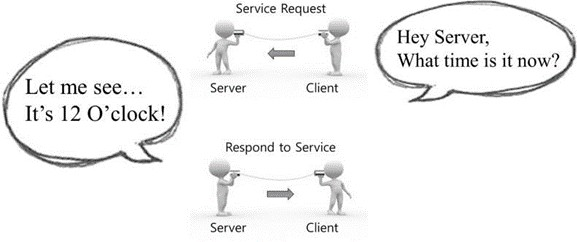 Service Request
Hey Server,
What time is it now?
Server Client
Let me see…
It's 12 O'clock!
Respond to Service
Server Client